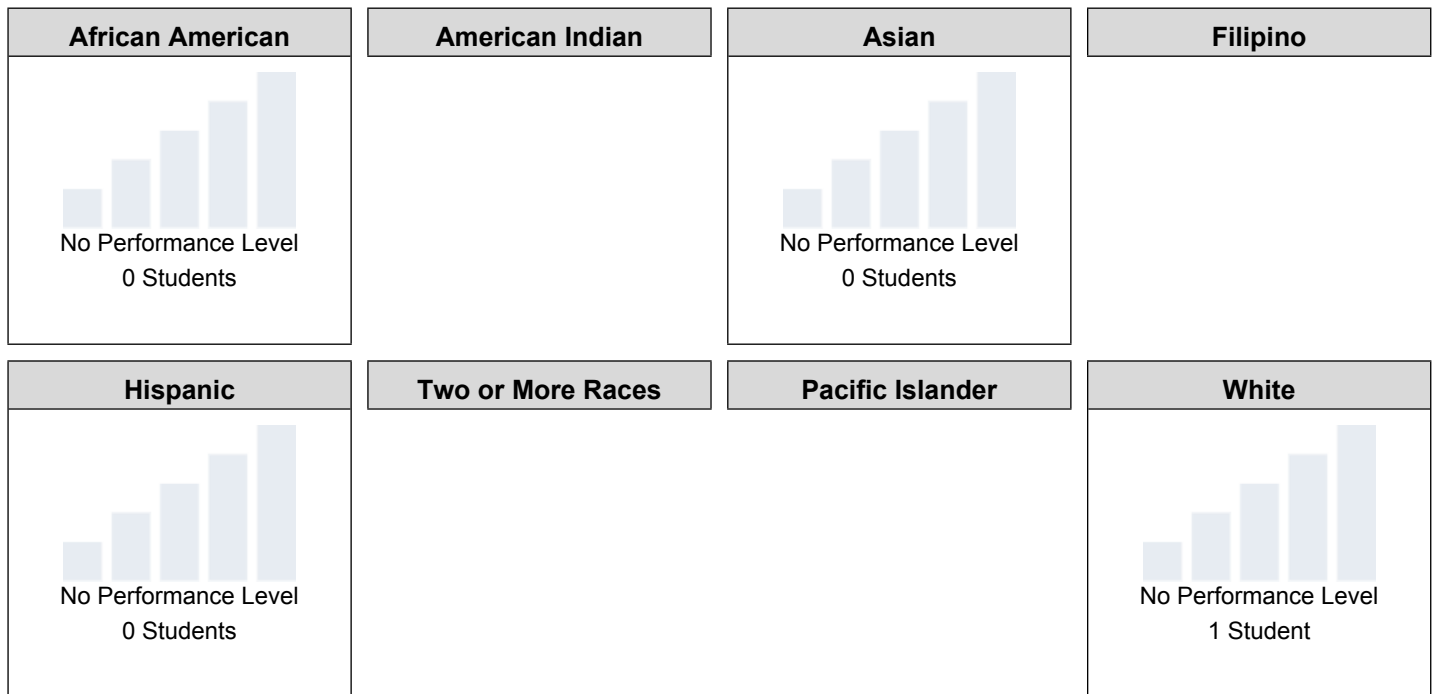 African American
American Indian
Asian
Filipino
No Performance Level
0 Students
No Performance Level
0 Students
Hispanic
Two or More Races
Pacific Islander
White
No Performance Level
0 Students
No Performance Level
1 Student